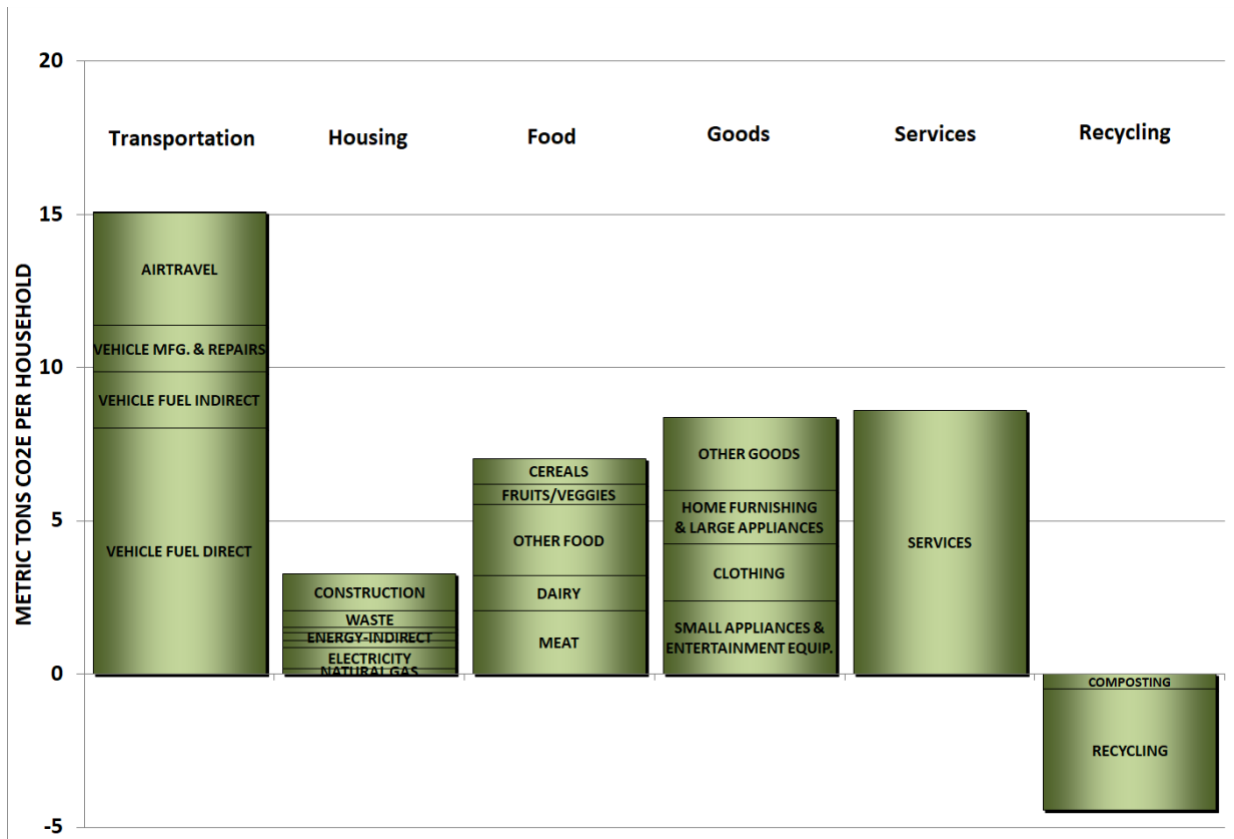 20
Transportation
Housing
Food
Goods
Services
Recycling
15
10
5
0
-5
METRIC TONS CO2E PER HOUSEHOLD
AIRTRAVEL
VEHICLE MFG. & REPAIRS
VEHICLE FUEL INDIRECT
VEHICLE FUEL DIRECT
CONSTRUCTION
WASTE
ENERGY-INDIRECT
ELECTRICITY
NATURAL GAS
CEREALS
FRUITS/VEGGIES
OTHER FOOD
DAIRY
MEAT
OTHER GOODS
HOME FURNISHING
& LARGE APPLIANCES
CLOTHING
SMALL APPLIANCES &
ENTERTAINMENT EQUIP.
SERVICES
COMPOSTING
RECYCLING